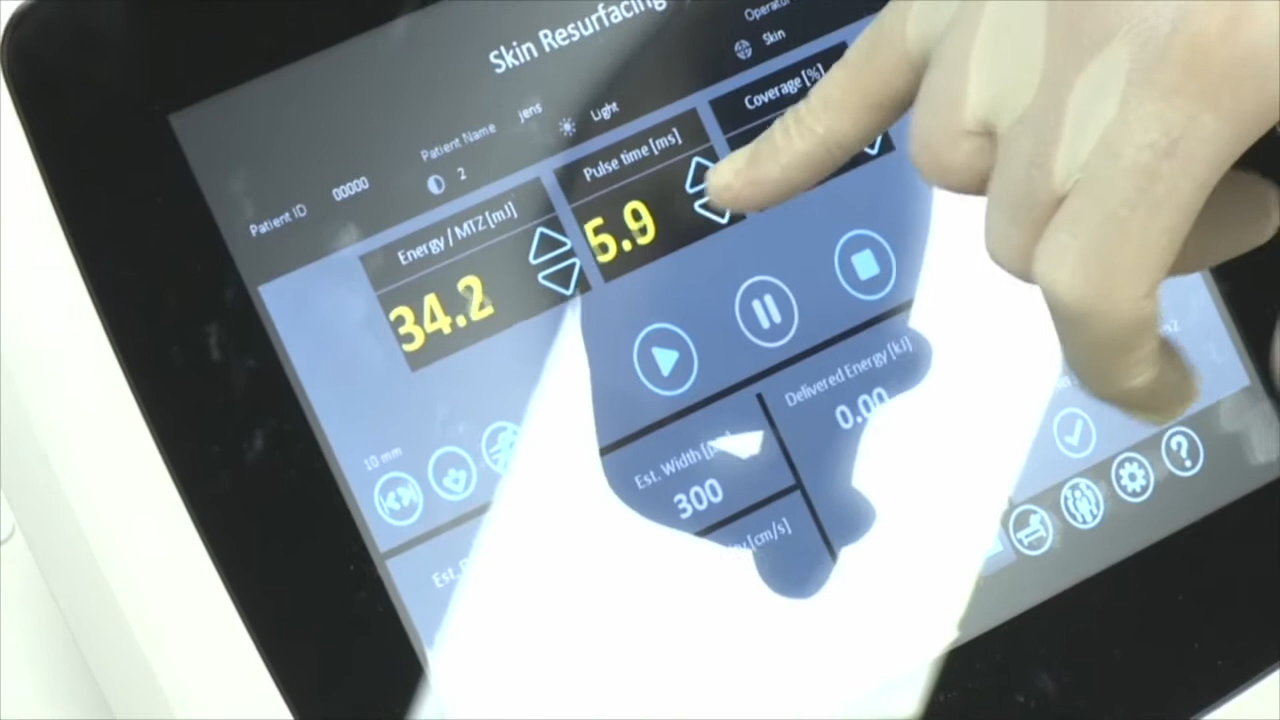 Skin Resurfacing
Operator
Skin
Patient ID 00000
Patient Name jens
2
Light
Energy / MTZ [mJ]
34.2
Pulse time [ms]
5.9
Coverage [%]
10 mm
Est. Width
300
Delivered Energy [kJ]
0.00
Est.
[cm/s]
?